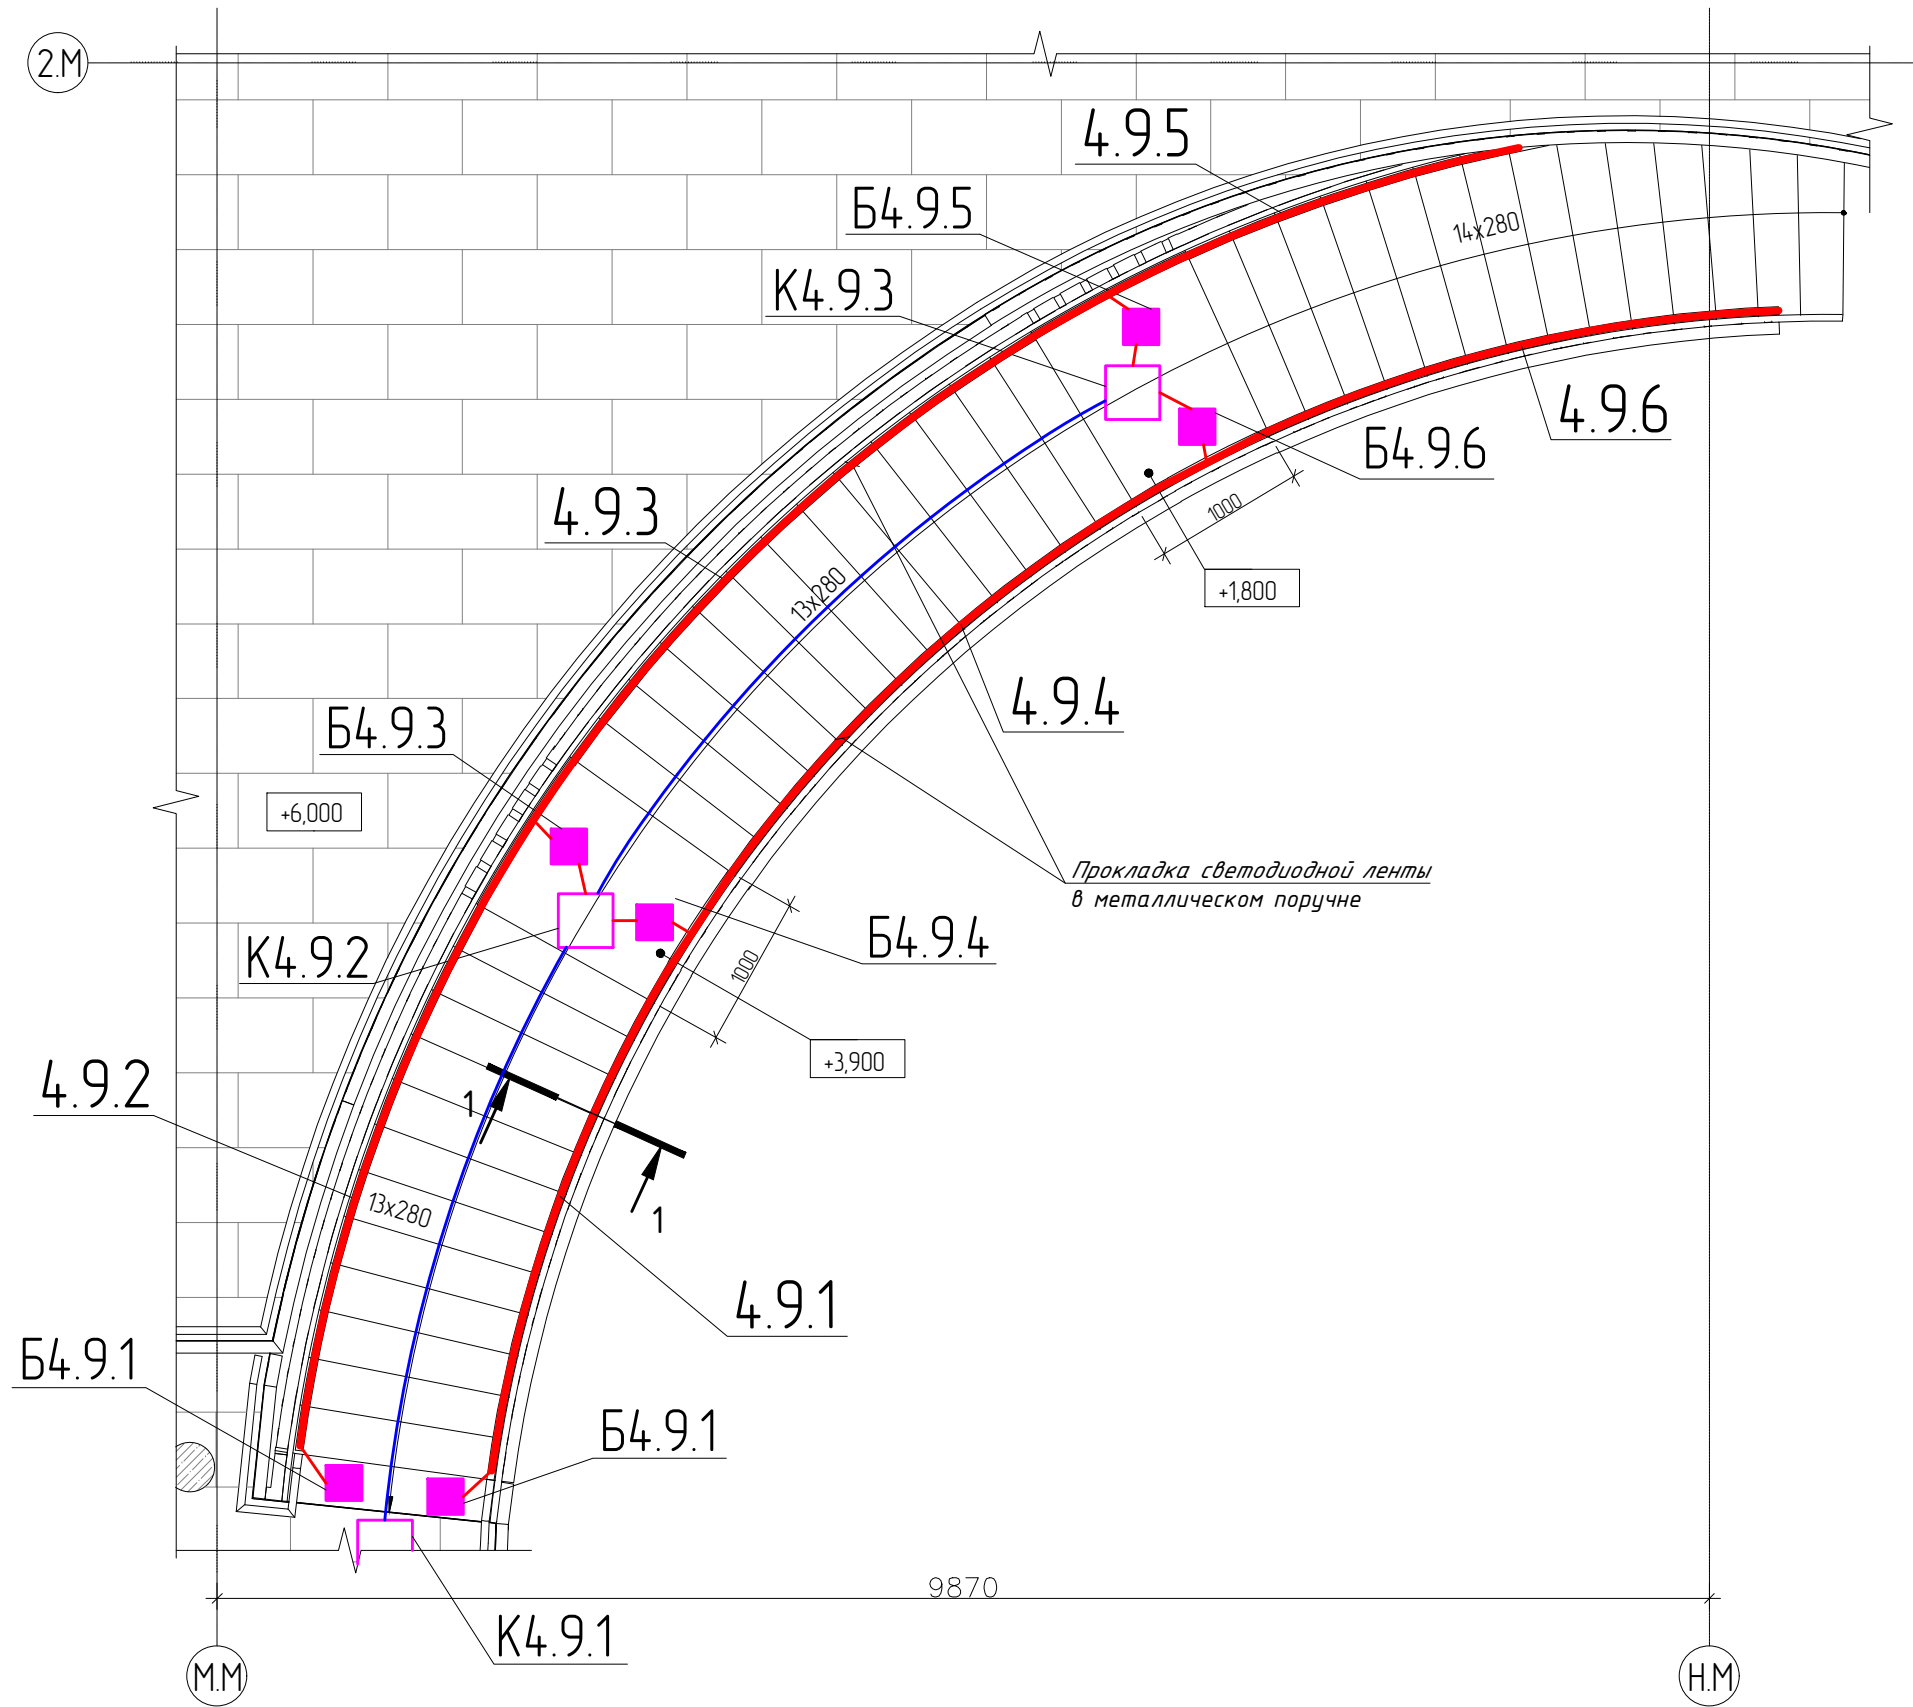 2.М
4.9.5
Б4.9.5
14х280
К4.9.3
4.9.6
Б4.9.6
4.9.3
1000
13х280
+1,800
4.9.4
Б4.9.3
+6,000
Прокладка светодиодной ленты
в металлическом поручне
Б4.9.4
К4.9.2
1000
+3,900
4.9.2
1
13х280
1
4.9.1
Б4.9.1
Б4.9.1
9870
К4.9.1
М.М
Н.М